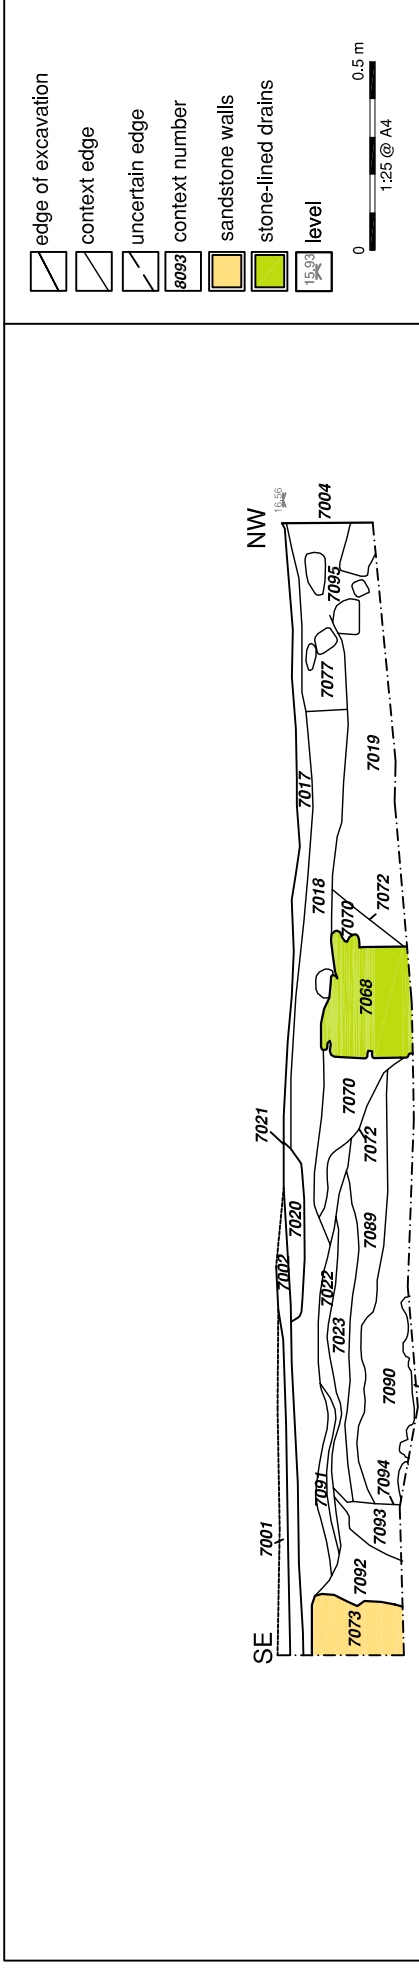 SE
NW
16.56
7001
7002
7020
7021
7017
7004
7018
7077
7095
7019
7070
7072
7068
7070
7072
7022
7023
7089
7091
7090
7094
7093
7092
7073
edge of excavation
context edge
uncertain edge
8093 context number
sandstone walls
stone-lined drains
15.93 level
0 0.5 m
1:25 @ A4